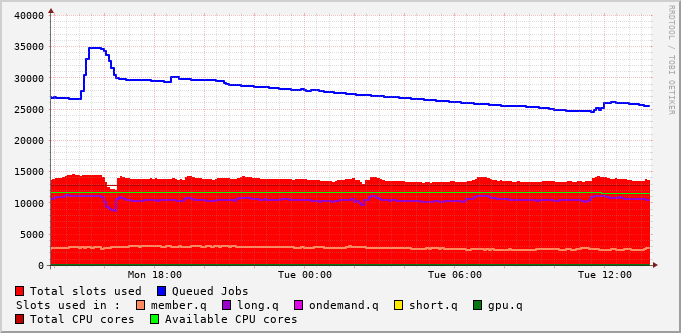 40000
35000
30000
25000
20000
15000
10000
5000
0
Mon 18:00 Tue 00:00 Tue 06:00 Tue 12:00
RRDTOOL / TOBI OETIKER
Total slots used Queued Jobs
Slots used in : member.q long.q ondemand.q short.q gpu.q
Total CPU cores Available CPU cores